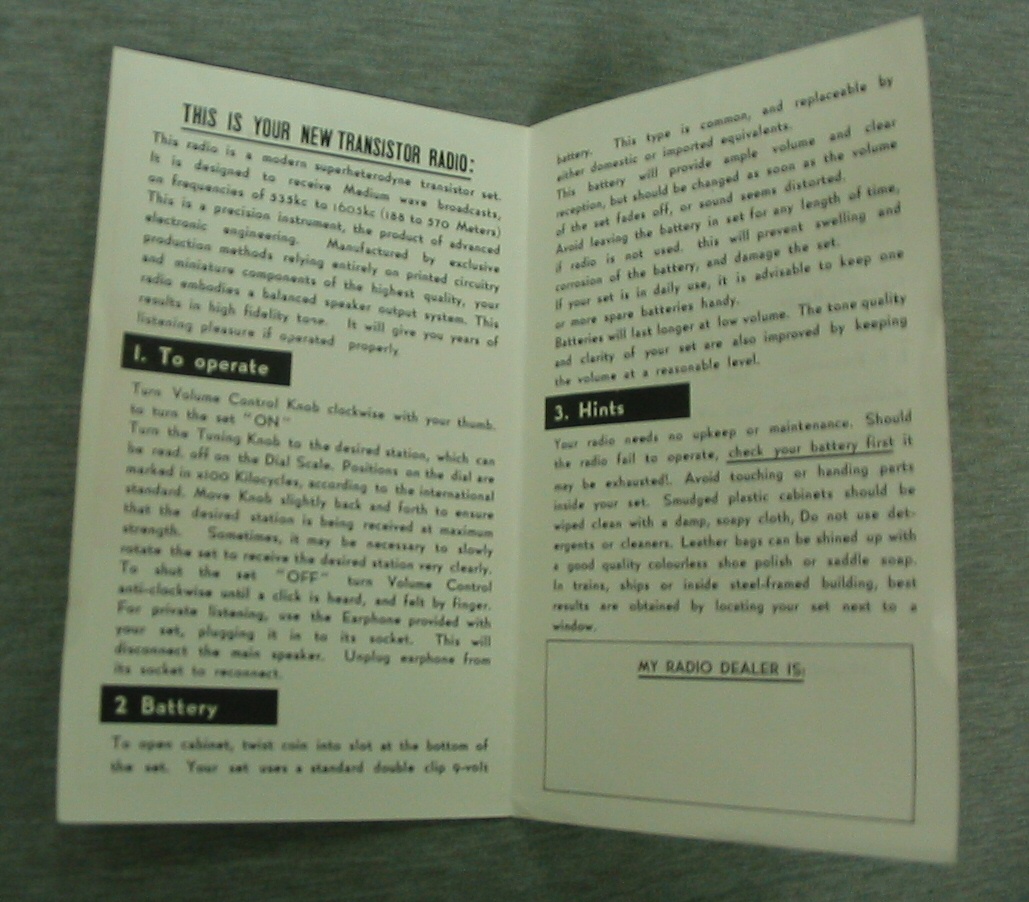 THIS IS YOUR NEW TRANSISTOR RADIO:
This radio is a modern superheterodyne transistor set.
It is designed to receive Medium wave broadcasts,
on frequencies of 535kc to 1605kc (188 to 570 Meters)
This is a precision instrument, the product of advanced
electronic engineering. Manufactured by exclusive
production methods relying entirely on printed circuitry
and miniature components of the highest quality, your
radio embodies a balanced speaker output system. This
results in high fidelity tone. It will give you years of
listening pleasure if operated properly.
1. To operate
Turn Volume Control Knob clockwise with your thumb.
to turn the set "ON"
Turn the Tuning Knob to the desired station, which can
be read. off on the Dial Scale. Positions on the dial are
marked in x100 Kilocycles, according to the international
standard. Move Knob slightly back and forth to ensure
that the desired station is being received at maximum
strength. Sometimes, it may be necessary to slowly
rotate the set to receive the desired station very clearly.
To shut the set "OFF" turn Volume Control
anti-clockwise until a click is heard, and felt by finger.
For private listening, use the Earphone provided with
your set, plugging it in to its socket. This will
disconnect the main speaker. Unplug earphone from
its socket to reconnect.
2 Battery
To open cabinet, twist coin into slot at the bottom of
the set. Your set uses a standard double clip 9-volt
battery. This type is common, and replaceable by
either domestic or imported equivalents.
This battery will provide ample volume and clear
reception, but should be changed as soon as the volume
of the set fades off, or sound seems distorted.
Avoid leaving the battery in set for any length of time,
if radio is not used. this will prevent swelling and
corrosion of the battery, and damage the set.
If your set is in daily use, it is advisable to keep one
or more spare batteries handy.
Batteries will last longer at low volume. The tone quality
and clarity of your set are also improved by keeping
the volume at a reasonable level.
3. Hints
Your radio needs no upkeep or maintenance. Should
the radio fail to operate, check your battery first it
may be exhausted!. Avoid touching or handing parts
inside your set. Smudged plastic cabinets should be
wiped clean with a damp, soapy cloth, Do not use det-
ergents or cleaners. Leather bags can be shined up with
a good quality colourless shoe polish or saddle soap.
In trains, ships or inside steel-framed building, best
results are obtained by locating your set next to a
window.
MY RADIO DEALER IS: